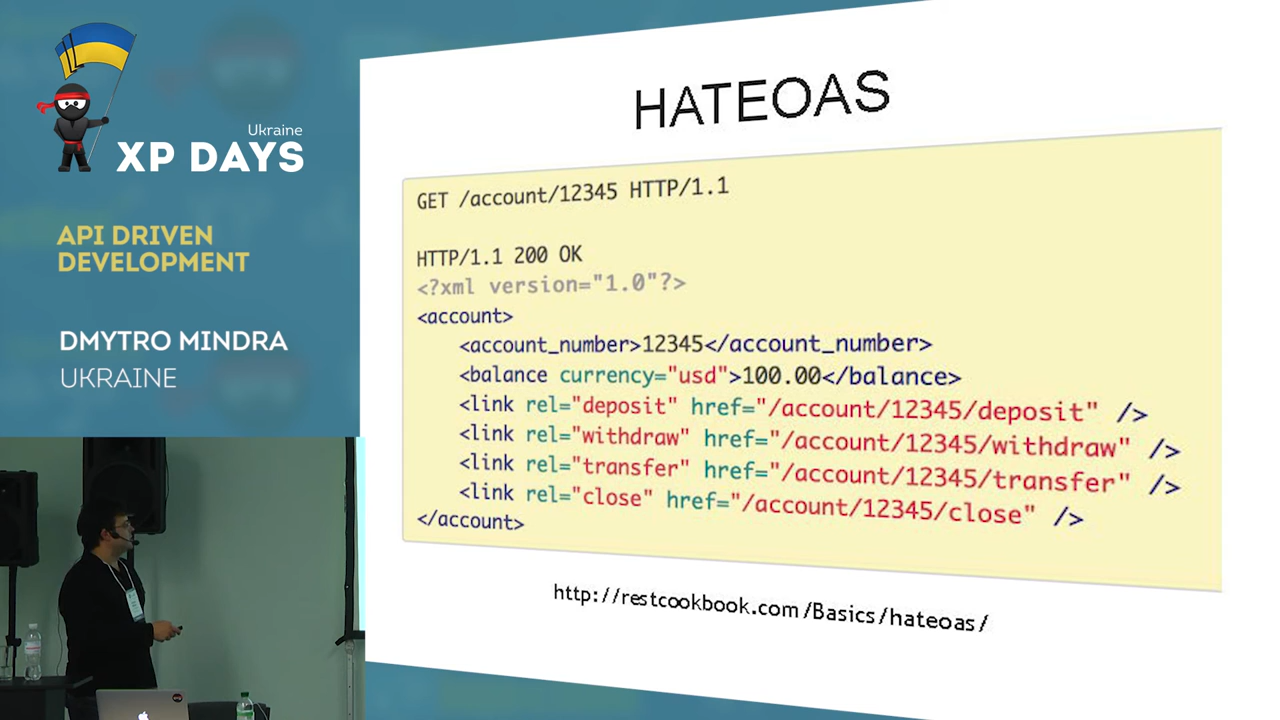 Ukraine
XP DAYS
API DRIVEN
DEVELOPMENT
DMYTRO MINDRA
UKRAINE
HATEOAS
GET /account/12345 HTTP/1.1
HTTP/1.1 200 OK
<?xml version="1.0"?>
<account>
<account_number>12345</account_number>
<balance currency="usd">100.00</balance>
<link rel="deposit" href="/account/12345/deposit" />
<link rel="withdraw" href="/account/12345/withdraw" />
<link rel="transfer" href="/account/12345/transfer" />
<link rel="close" href="/account/12345/close" />
</account>
http://restcookbook.com/Basics/hateoas/